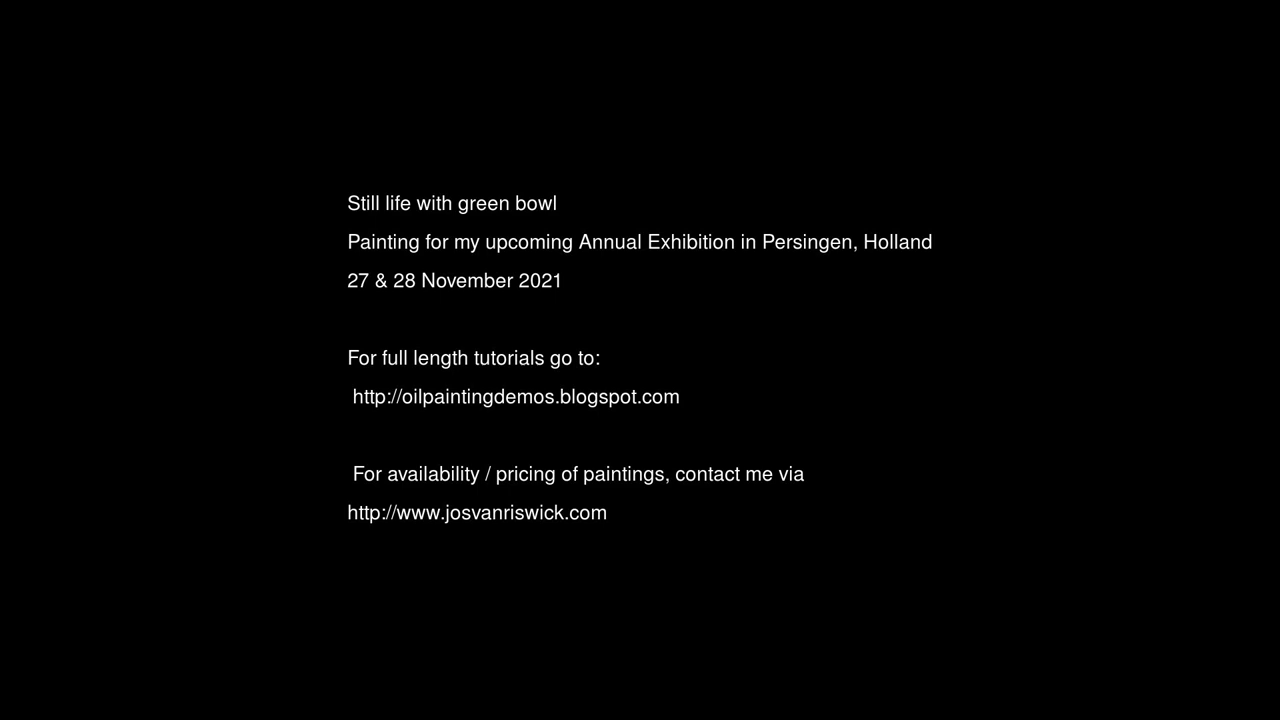 Still life with green bowl
Painting for my upcoming Annual Exhibition in Persingen, Holland
27 & 28 November 2021
For full length tutorials go to:
http://oilpaintingdemos.blogspot.com
For availability / pricing of paintings, contact me via
http://www.josvanriswick.com